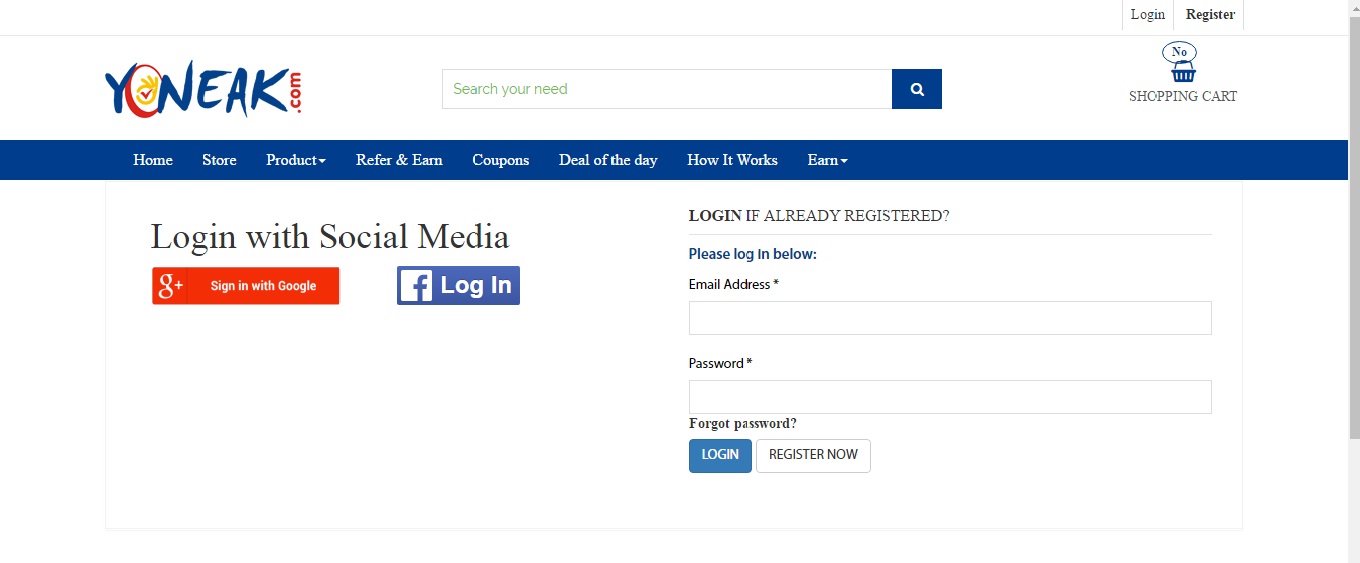 Login Register
No
YONEAK.com
Search your need
SHOPPING CART
Home Store Product Refer & Earn Coupons Deal of the day How It Works Earn
Login with Social Media
g+ Sign in with Google
f Log In
LOGIN IF ALREADY REGISTERED?
Please log in below:
Email Address *
Password *
Forgot password?
LOGIN REGISTER NOW